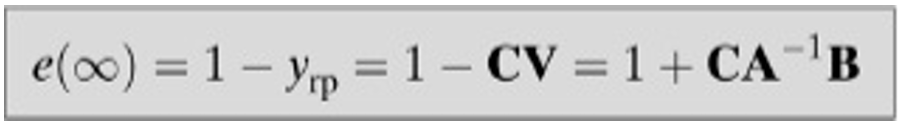 e(∞) = 1 − y_rp = 1 − CV = 1 + CA⁻¹B